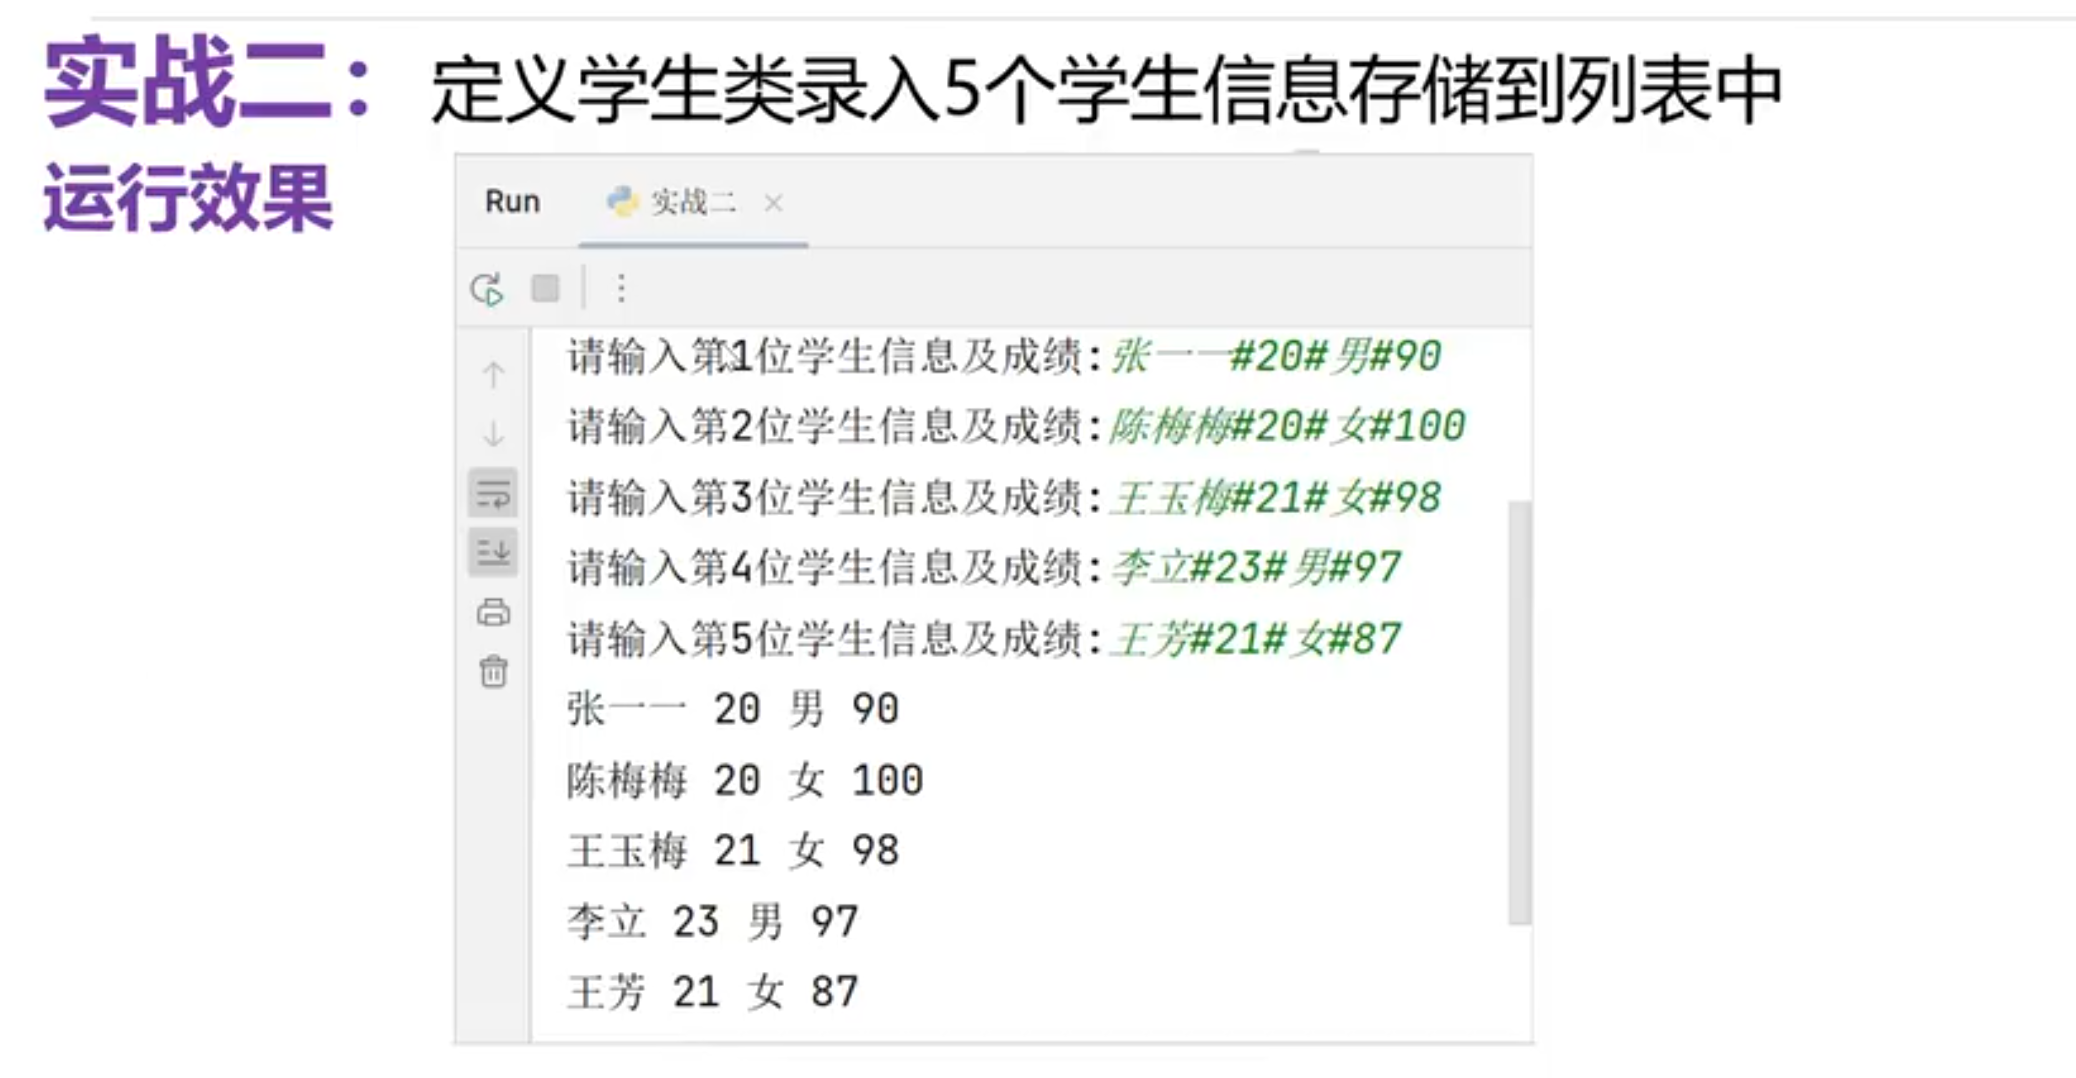 实战二：定义学生类录入5个学生信息存储到列表中
运行效果
Run 实战二
请输入第1位学生信息及成绩:张一一#20#男#90
请输入第2位学生信息及成绩:陈梅梅#20#女#100
请输入第3位学生信息及成绩:王玉梅#21#女#98
请输入第4位学生信息及成绩:李立#23#男#97
请输入第5位学生信息及成绩:王芳#21#女#87
张一一 20 男 90
陈梅梅 20 女 100
王玉梅 21 女 98
李立 23 男 97
王芳 21 女 87